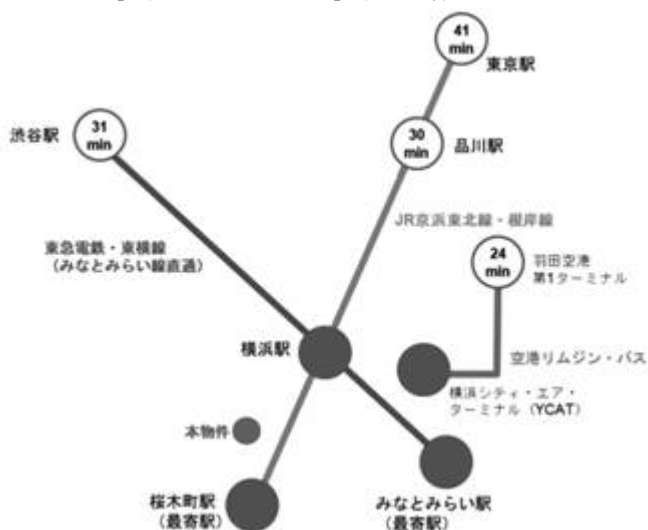 41
min
東京駅
31
min
渋谷駅
30
min
品川駅
JR京浜東北線・根岸線
東急電鉄・東横線
（みなとみらい線直通）
24
min
羽田空港
第1ターミナル
横浜駅
空港リムジン・バス
横浜シティ・エア・
ターミナル（YCAT）
本物件
桜木町駅
（最寄駅）
みなとみらい駅
（最寄駅）